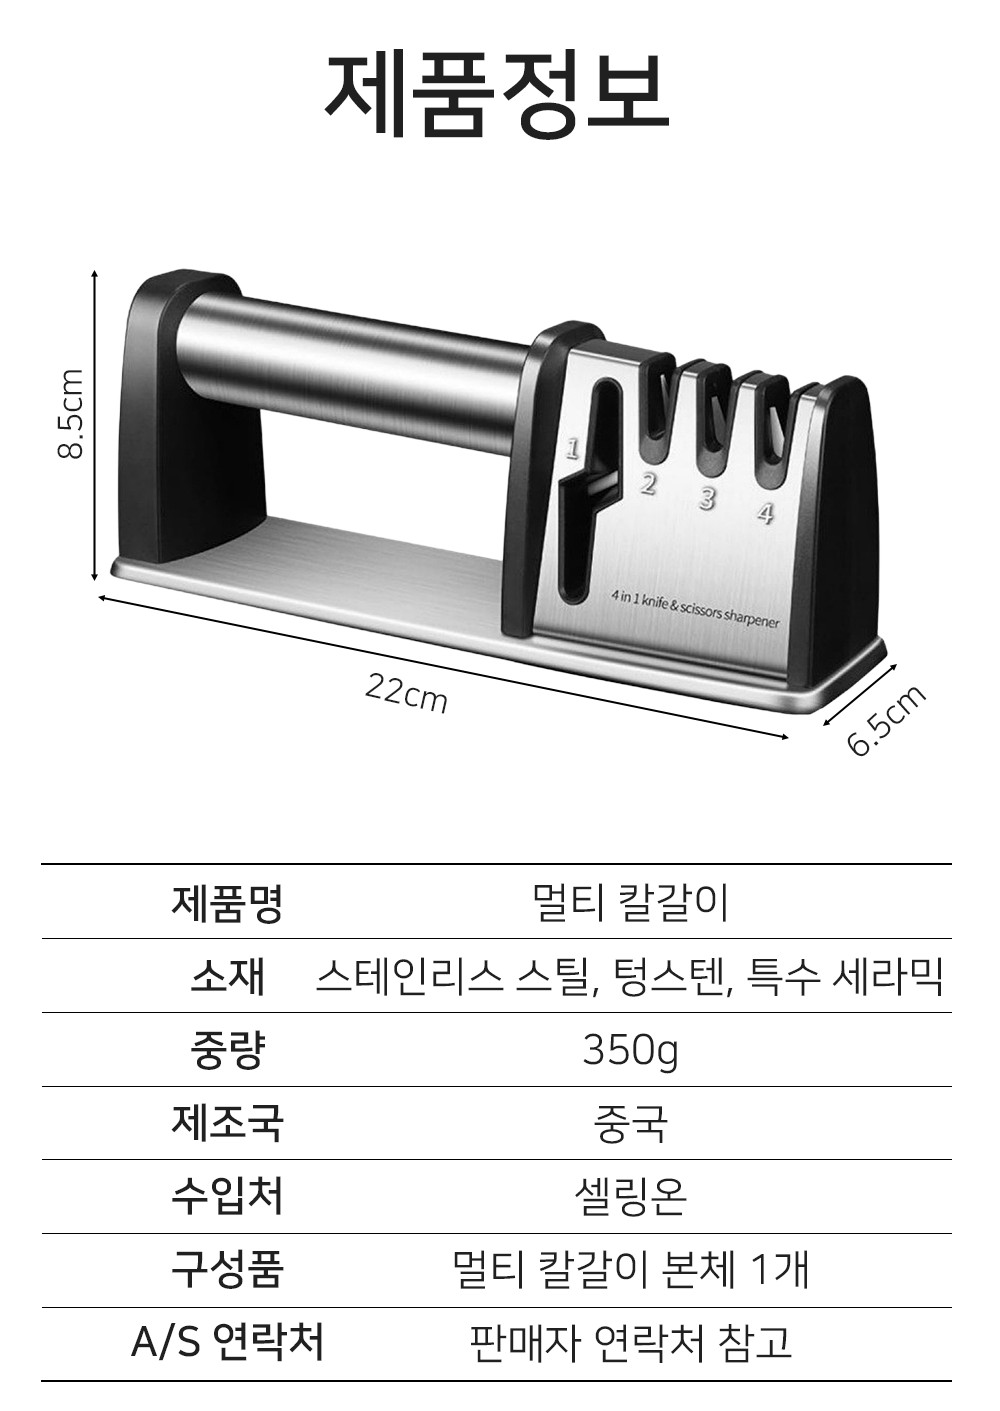 제품정보
8.5cm
1
2
3
4
4 in 1 knife & scissors sharpener
22cm
6.5cm
제품명 멀티 칼갈이
소재 스테인리스 스틸, 텅스텐, 특수 세라믹
중량 350g
제조국 중국
수입처 셀링온
구성품 멀티 칼갈이 본체 1개
A/S 연락처 판매자 연락처 참고